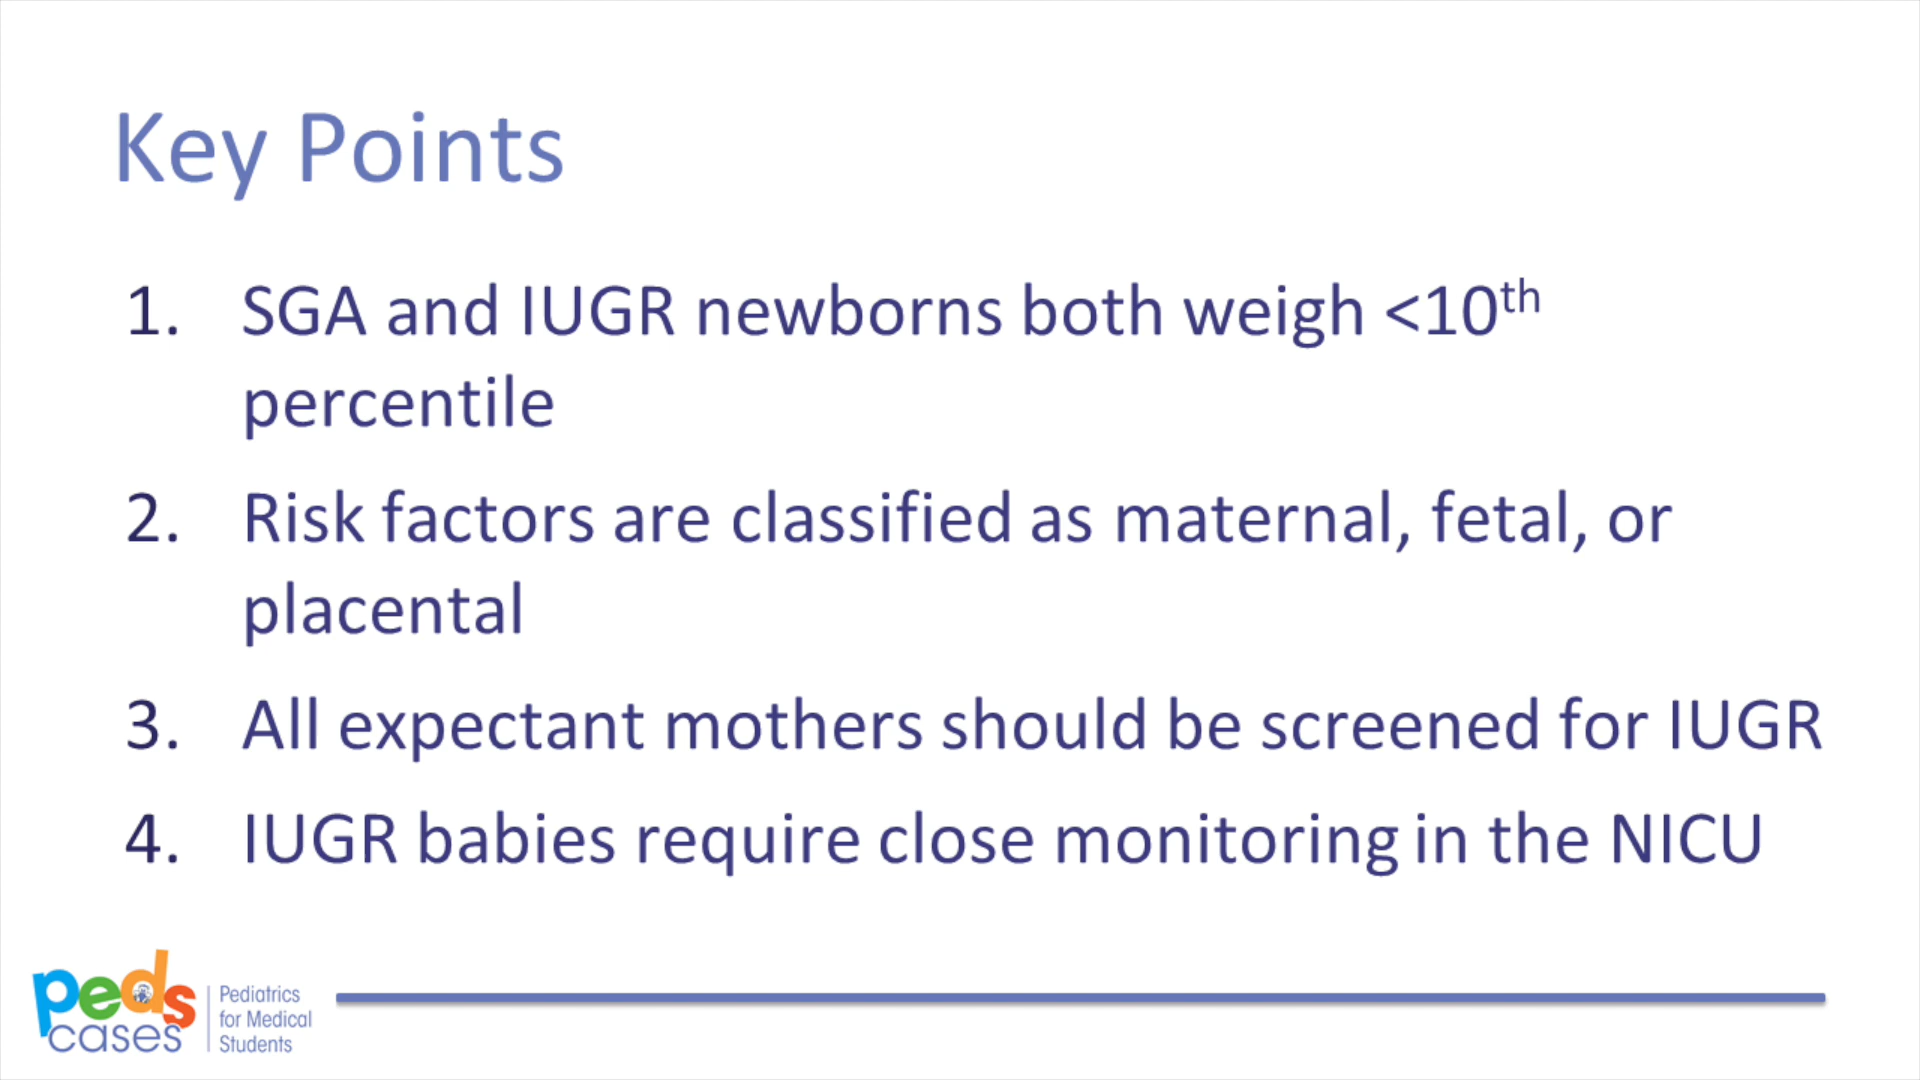 Key Points
1. SGA and IUGR newborns both weigh <10th
percentile
2. Risk factors are classified as maternal, fetal, or
placental
3. All expectant mothers should be screened for IUGR
4. IUGR babies require close monitoring in the NICU
peds
cases
Pediatrics
for Medical
Students